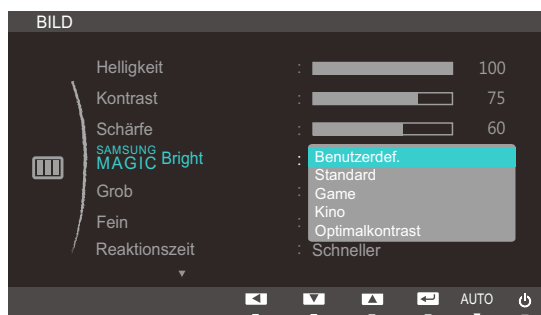 BILD
Helligkeit : 100
Kontrast : 75
Schärfe : 60
SAMSUNG MAGIC Bright : Benutzerdef.
Standard
Game
Grob :
Kino
Fein :
Optimalkontrast
Reaktionszeit : Schneller
AUTO